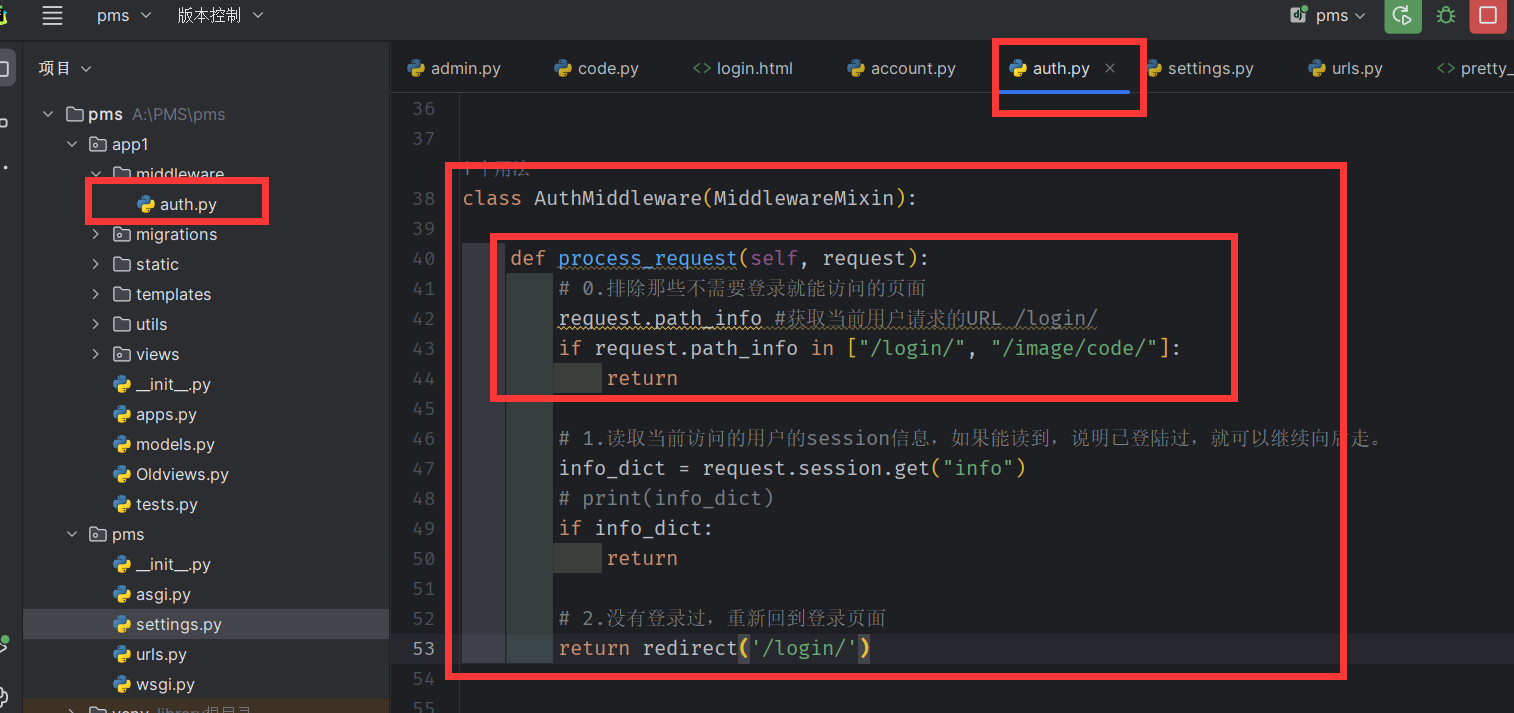 pms
版本控制
pms
项目
admin.py
code.py
<> login.html
account.py
auth.py
settings.py
urls.py
<> pretty_
pms A:\PMS\pms
app1
middleware
auth.py
migrations
static
templates
utils
views
__init__.py
apps.py
models.py
Oldviews.py
tests.py
pms
__init__.py
asgi.py
settings.py
urls.py
wsgi.py
36
37
1个用法
38 class AuthMiddleware(MiddlewareMixin):
39
40 def process_request(self, request):
41 # 0.排除那些不需要登录就能访问的页面
42 request.path_info #获取当前用户请求的URL /login/
43 if request.path_info in ["/login/", "/image/code/"]:
44 return
45
46 # 1.读取当前访问的用户的session信息，如果能读到，说明已登陆过，就可以继续向后走。
47 info_dict = request.session.get("info")
48 # print(info_dict)
49 if info_dict:
50 return
51
52 # 2.没有登录过，重新回到登录页面
53 return redirect('/login/')
54
55